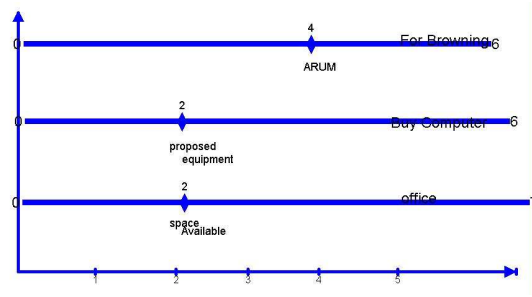 4
0 For Browning 6
ARUM
2
0 Buy Computer 6
proposed
equipment
2
0 office
space
Available
1 2 3 4 5